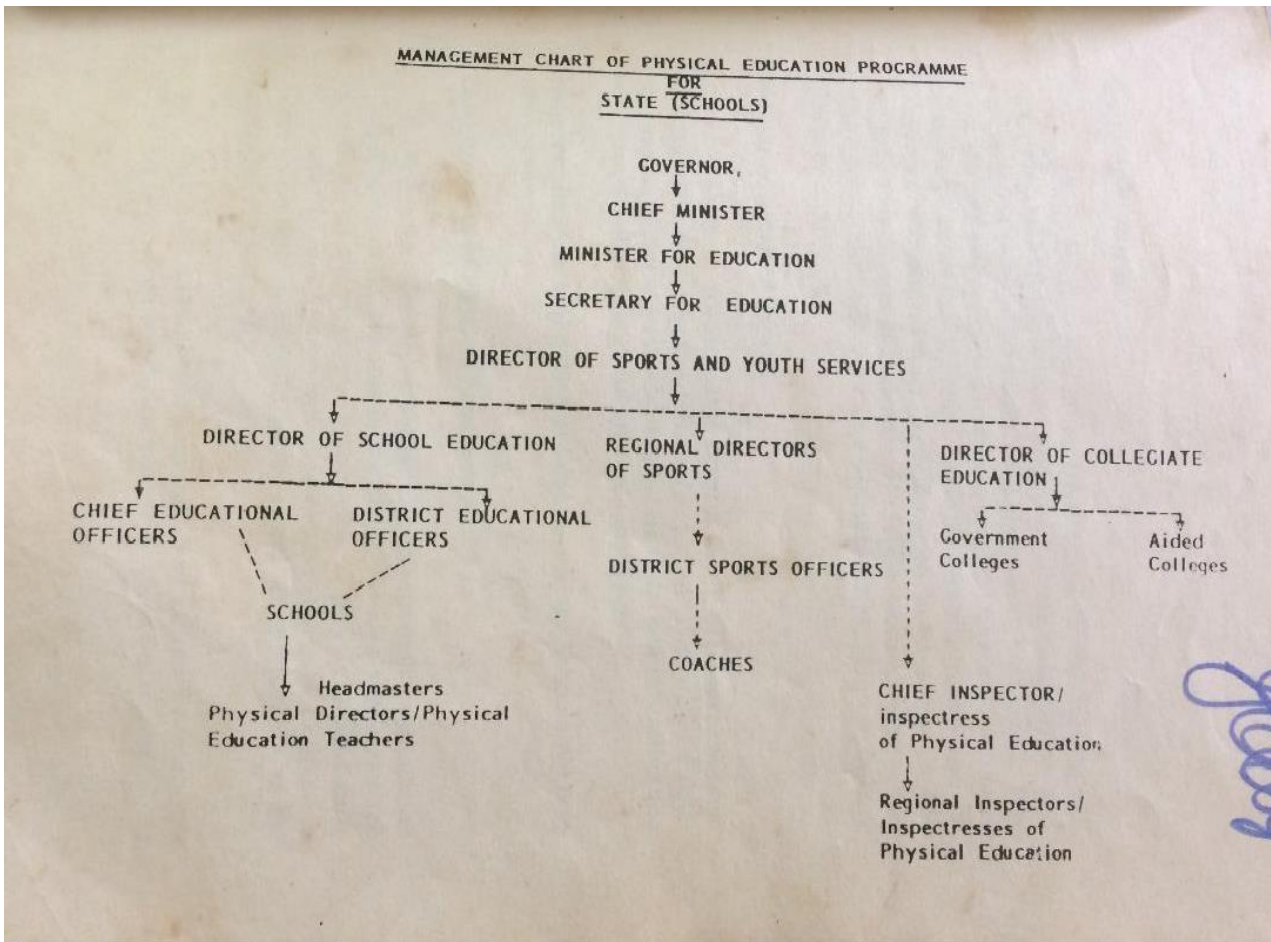 MANAGEMENT CHART OF PHYSICAL EDUCATION PROGRAMME
FOR
STATE (SCHOOLS)
GOVERNOR,
CHIEF MINISTER
MINISTER FOR EDUCATION
SECRETARY FOR EDUCATION
DIRECTOR OF SPORTS AND YOUTH SERVICES
DIRECTOR OF SCHOOL EDUCATION
CHIEF EDUCATIONAL
OFFICERS
DISTRICT EDUCATIONAL
OFFICERS
SCHOOLS
Headmasters
Physical Directors/Physical
Education Teachers
REGIONAL DIRECTORS
OF SPORTS
DISTRICT SPORTS OFFICERS
COACHES
CHIEF INSPECTOR/
inspectress
of Physical Education
Regional Inspectors/
Inspectresses of
Physical Education
DIRECTOR OF COLLEGIATE
EDUCATION
Government
Colleges
Aided
Colleges